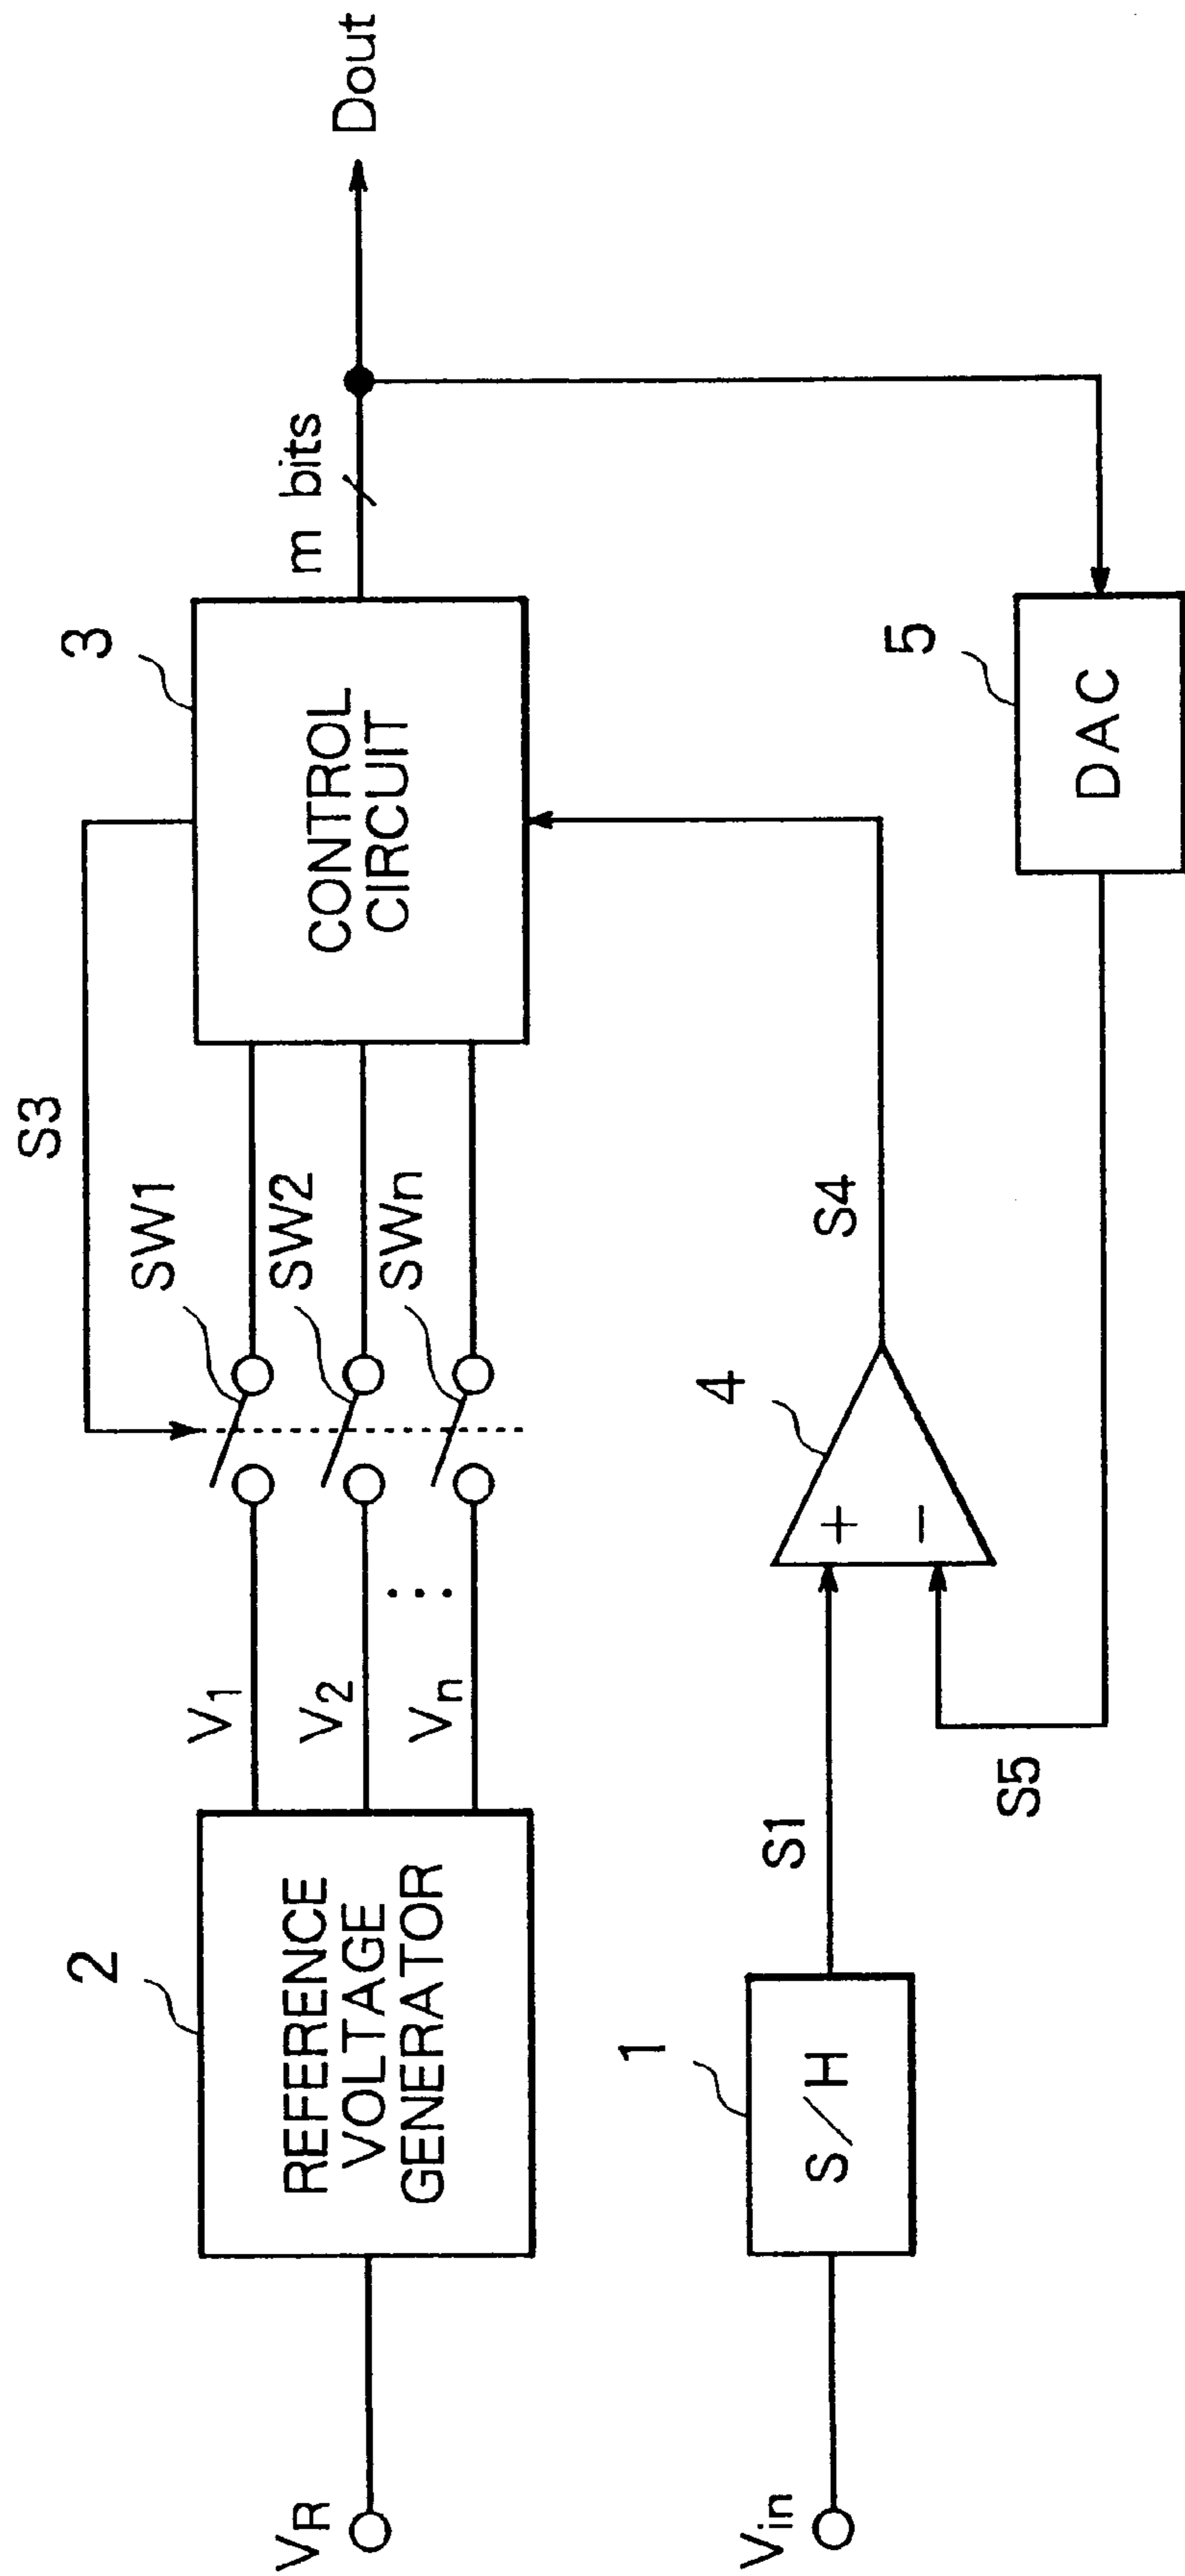 S3
SW1
SW2
SWn
2
REFERENCE
VOLTAGE
GENERATOR
VR
V1
V2
...
Vn
3
CONTROL
CIRCUIT
m bits
Dout
Vin
1
S/H
S1
4
+
−
S4
S5
5
DAC